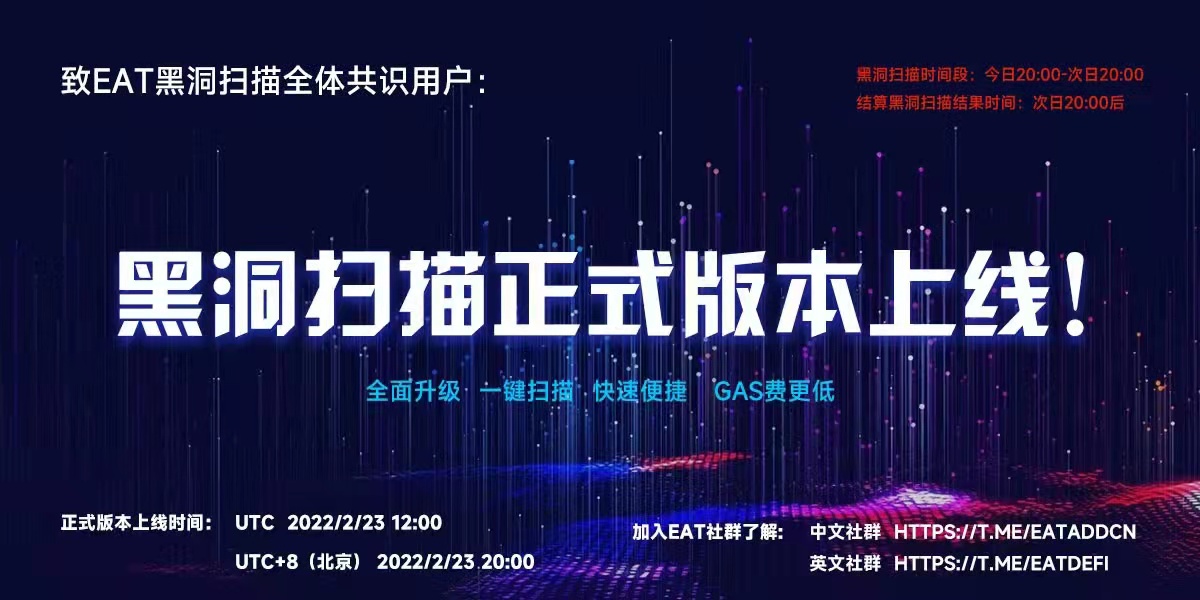 致EAT黑洞扫描全体共识用户：
黑洞扫描时间段：今日20:00-次日20:00
结算黑洞扫描结果时间：次日20:00后
黑洞扫描正式版本上线！
全面升级 一键扫描 快速便捷 GAS费更低
正式版本上线时间： UTC 2022/2/23 12:00
UTC+8（北京） 2022/2/23 20:00
加入EAT社群了解： 中文社群 HTTPS://T.ME/EATADDCN
英文社群 HTTPS://T.ME/EATDEFI